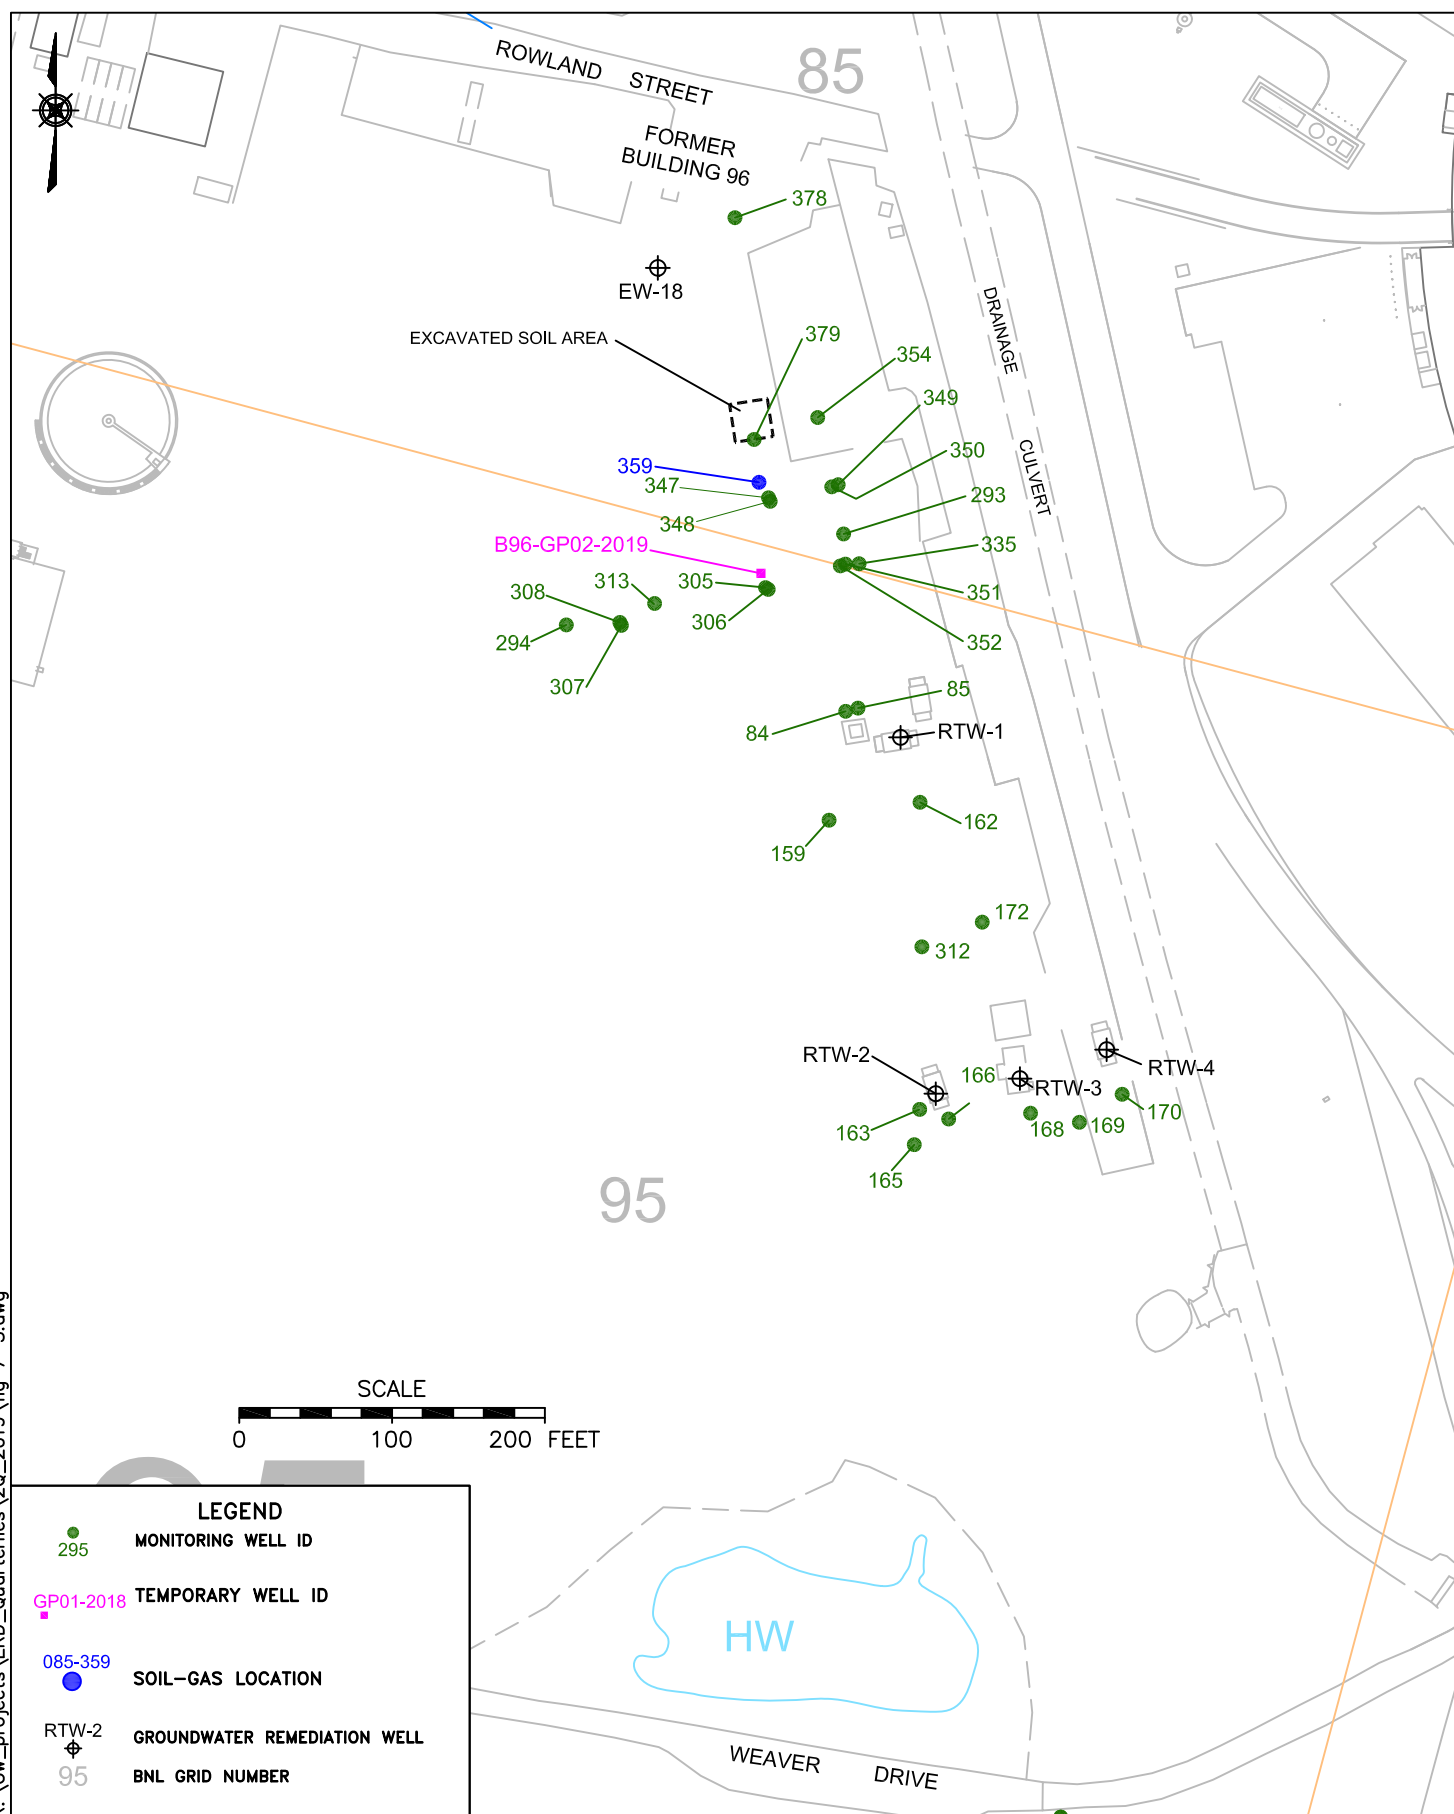 85
ROWLAND STREET
FORMER
BUILDING 96
378
EW-18
DRAINAGE
CULVERT
EXCAVATED SOIL AREA
379
354
349
350
359
347
348
293
B96-GP02-2019
335
351
352
313
305
306
308
294
307
85
84
RTW-1
162
159
172
312
RTW-2
166
RTW-3
RTW-4
163
168
169
170
165
95
SCALE
0 100 200 FEET
LEGEND
295 MONITORING WELL ID
GP01-2018 TEMPORARY WELL ID
085-359
SOIL-GAS LOCATION
RTW-2
GROUNDWATER REMEDIATION WELL
95 BNL GRID NUMBER
HW
WEAVER DRIVE